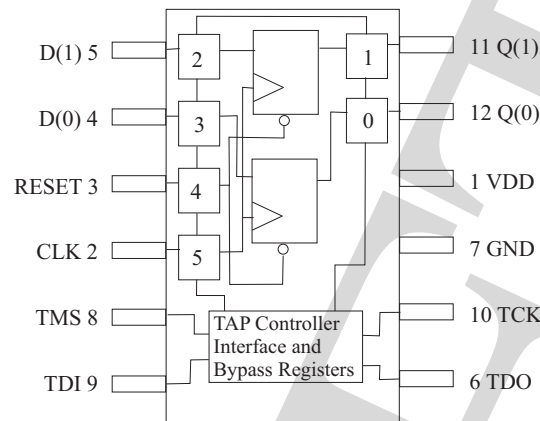 D(1) 5
2
1
11 Q(1)
D(0) 4
3
0
12 Q(0)
RESET 3
4
1 VDD
CLK 2
5
7 GND
TMS 8
TAP Controller
Interface and
Bypass Registers
10 TCK
TDI 9
6 TDO